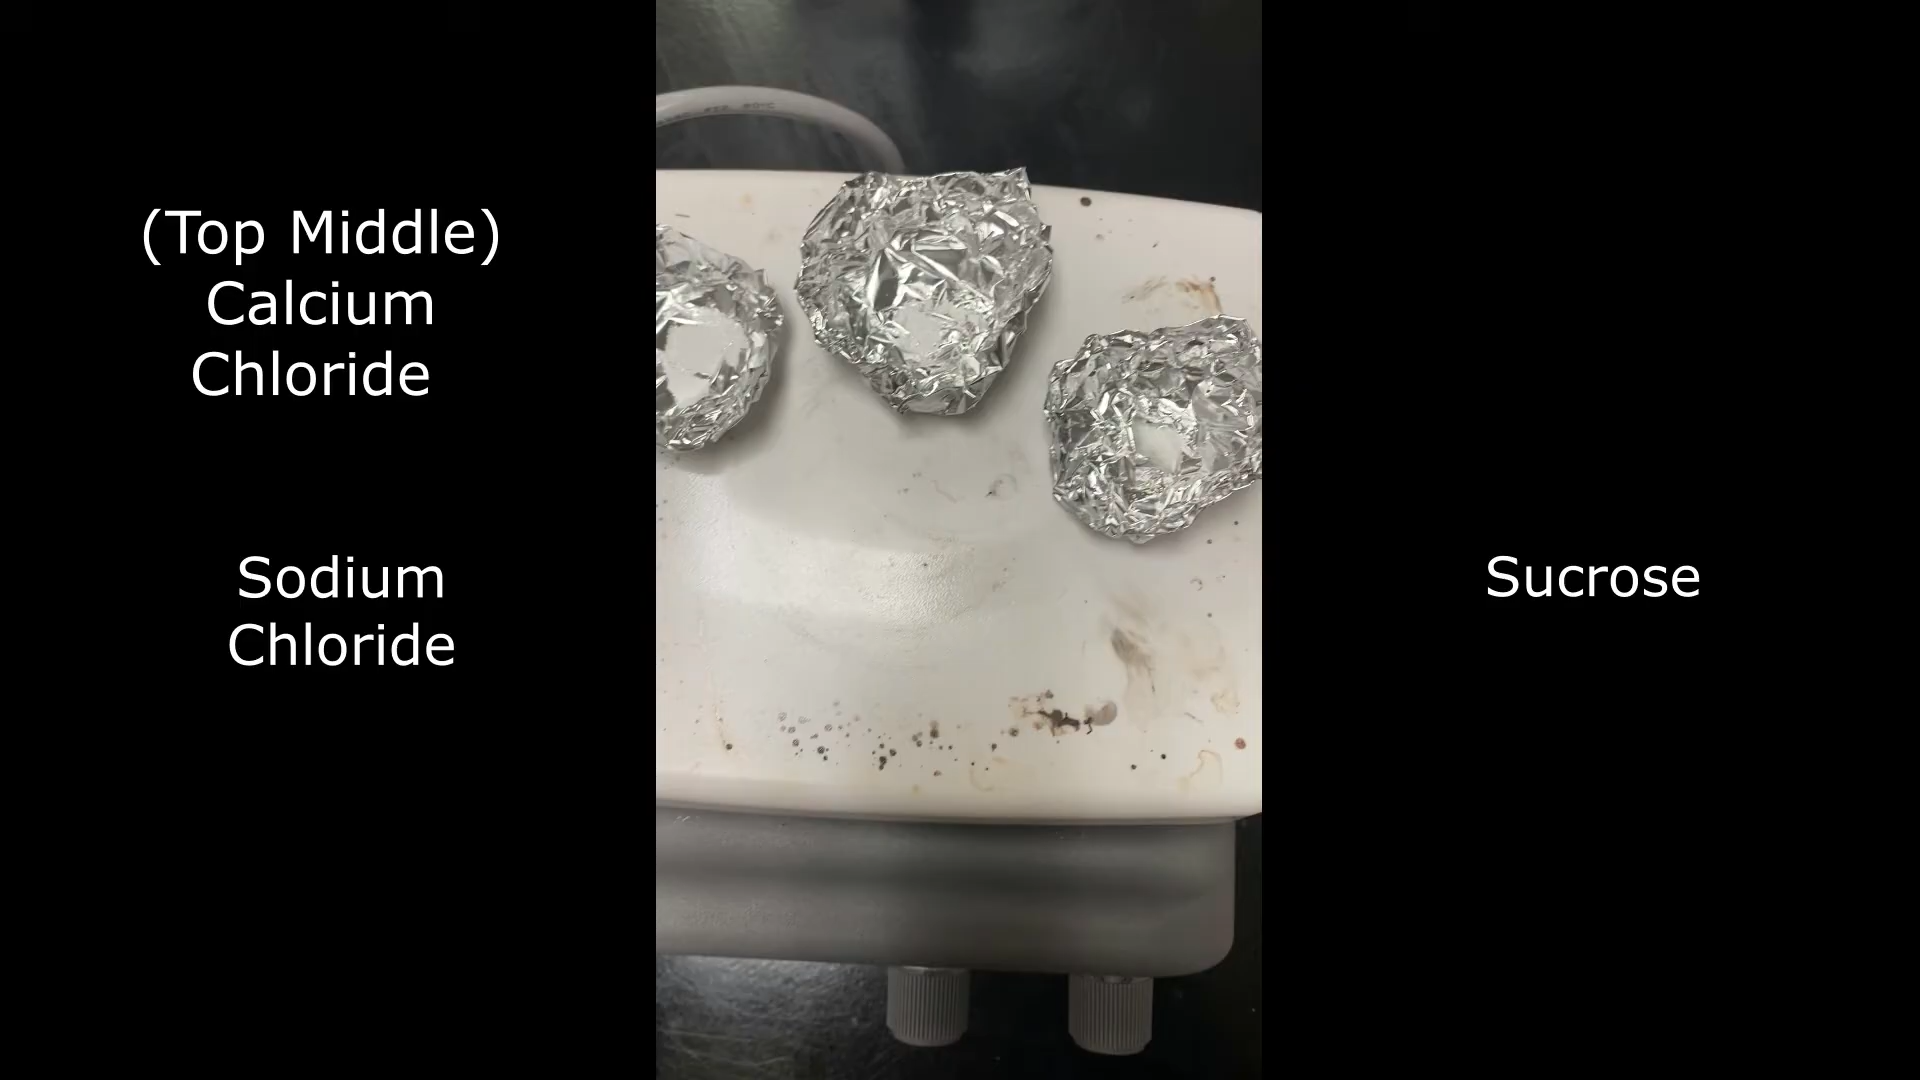 (Top Middle)
Calcium
Chloride
Sodium
Chloride
Sucrose